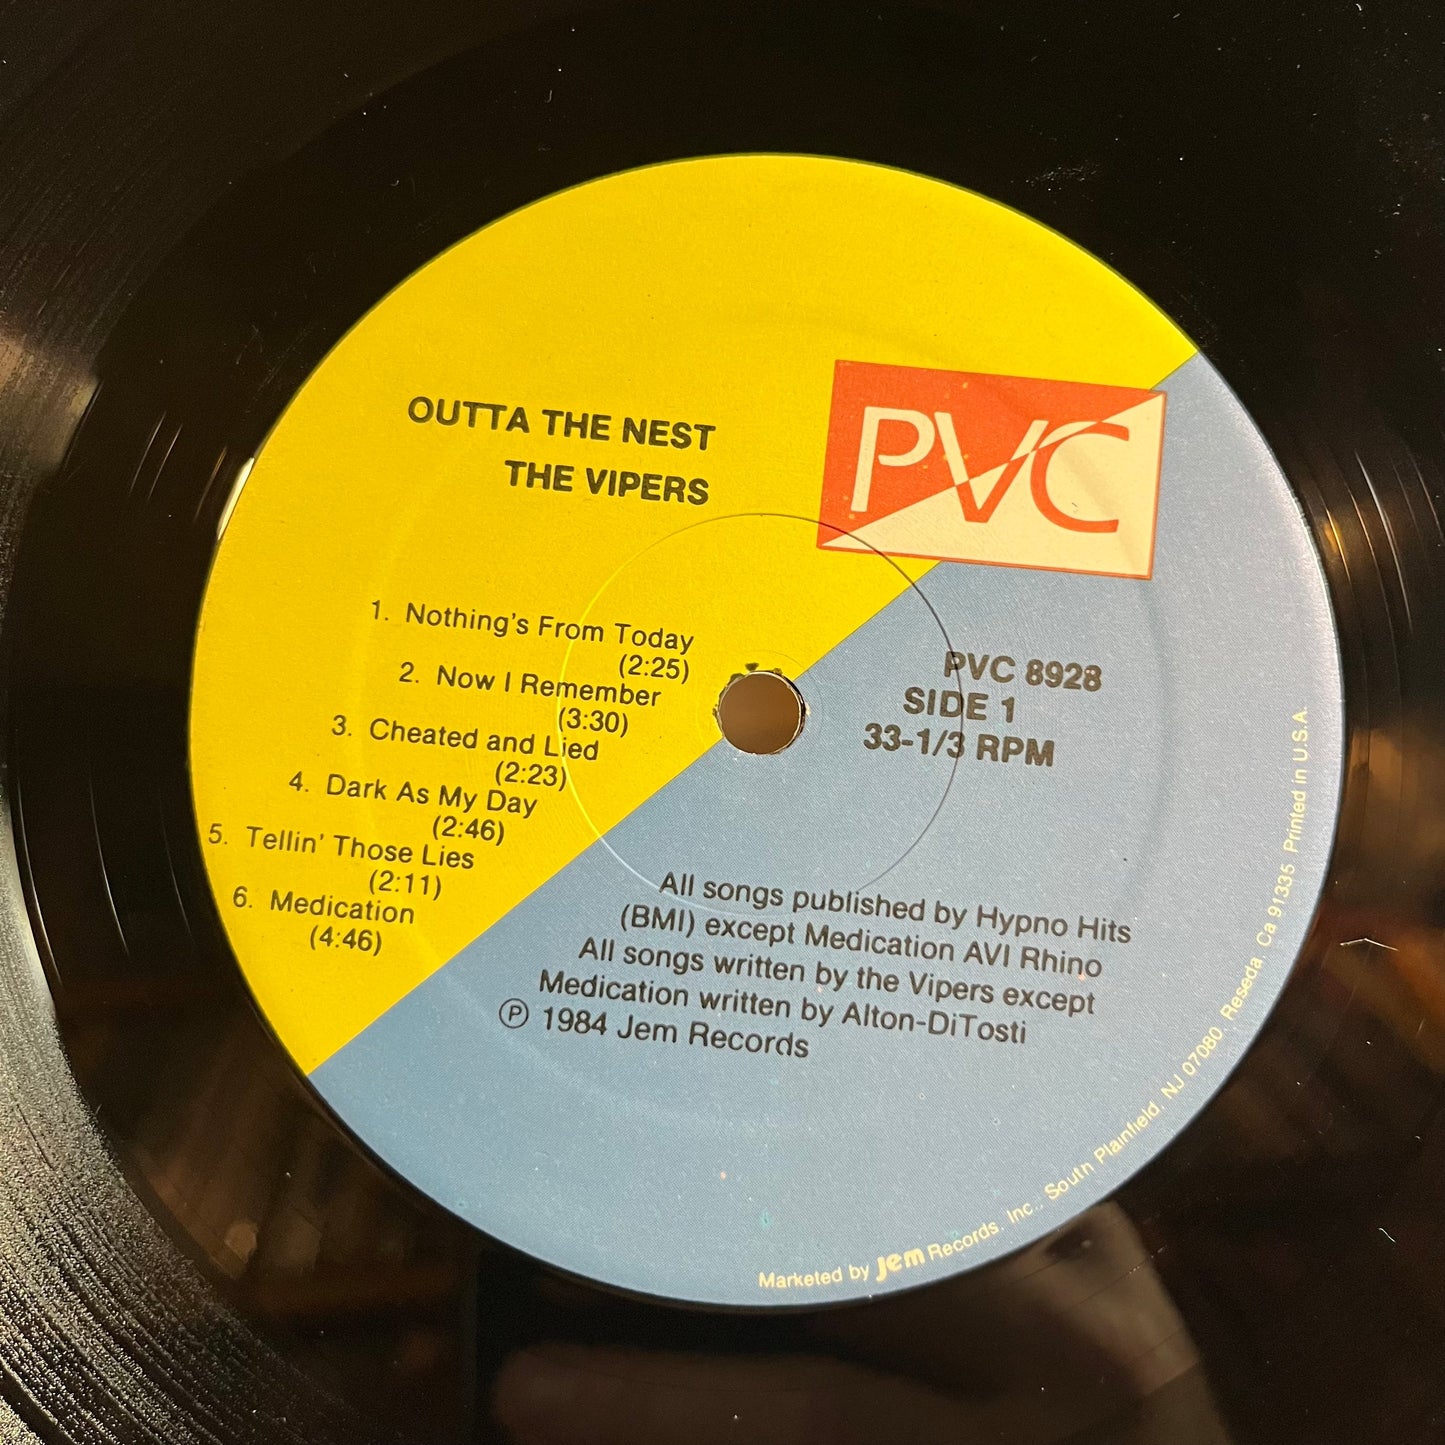 OUTTA THE NEST
THE VIPERS
PVC
1. Nothing's From Today
(2:25)
2. Now I Remember
(3:30)
3. Cheated and Lied
(2:23)
4. Dark As My Day
(2:46)
5. Tellin' Those Lies
(2:11)
6. Medication
(4:46)
PVC 8928
SIDE 1
33-1/3 RPM
All songs published by Hypno Hits
(BMI) except Medication AVI Rhino
All songs written by the Vipers except
Medication written by Alton-DiTosti
℗ 1984 Jem Records
Marketed by Jem Records, Inc., South Plainfield, NJ 07080, Reseda, Ca 91335 Printed in U.S.A.